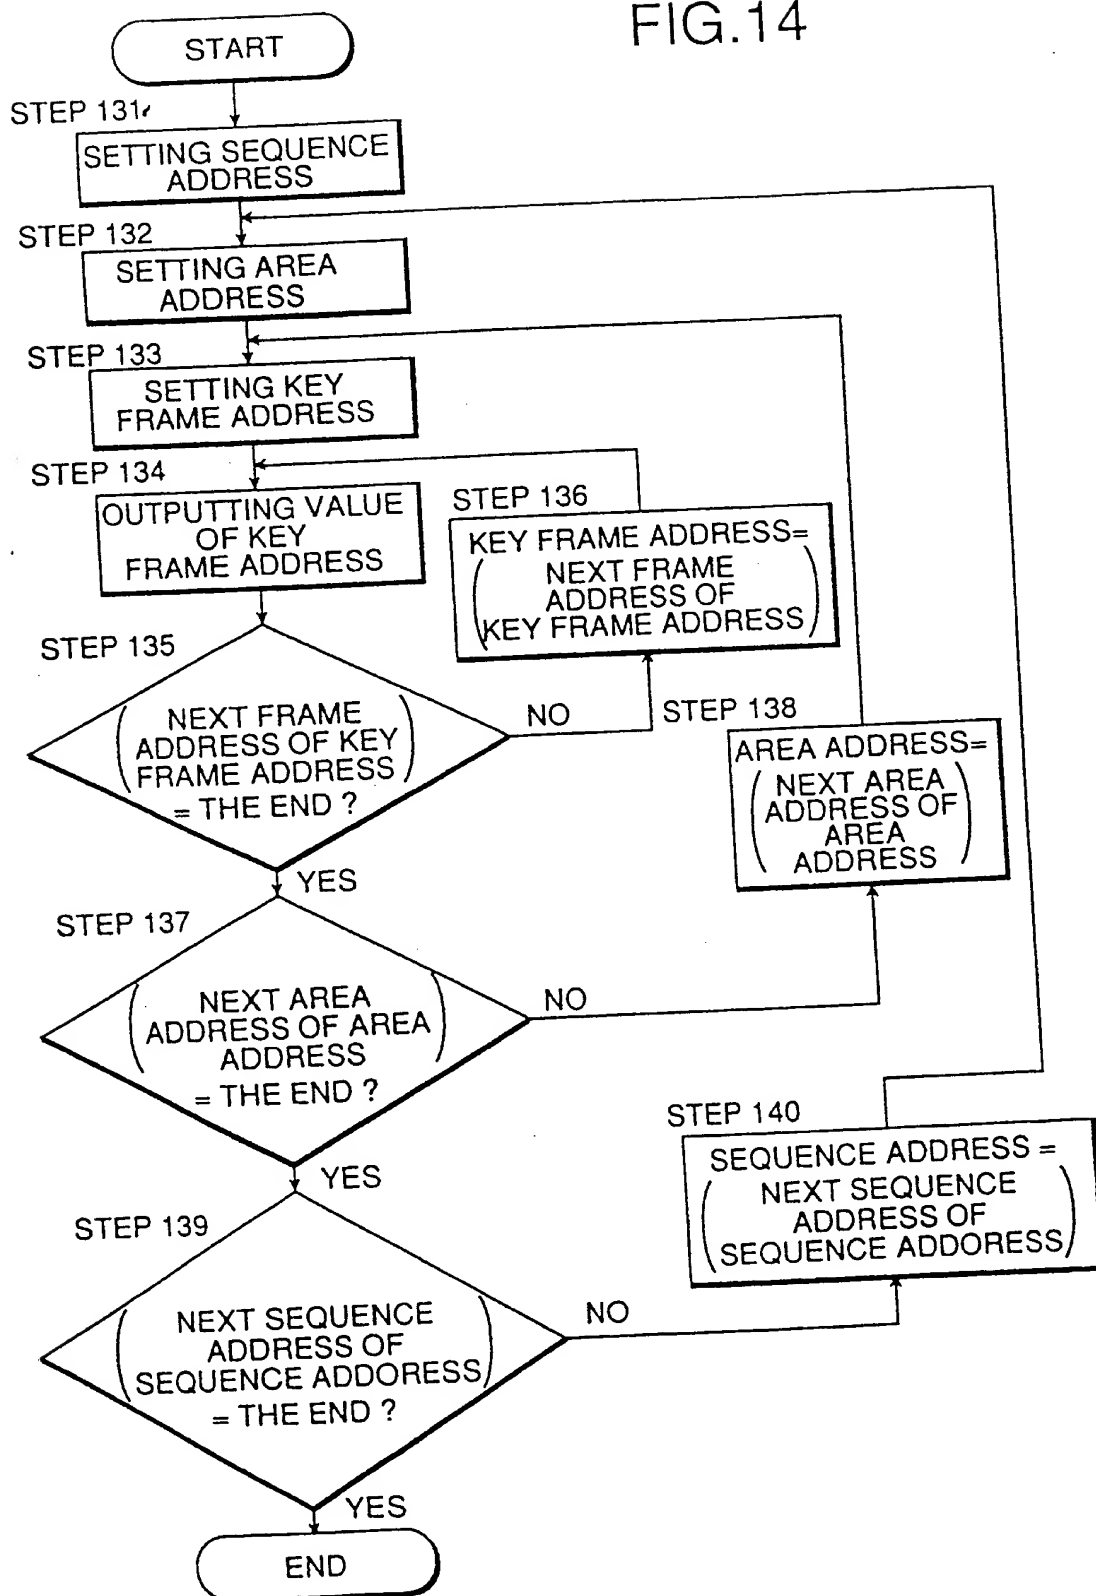 FIG.14
START
STEP 131
SETTING SEQUENCE
ADDRESS
STEP 132
SETTING AREA
ADDRESS
STEP 133
SETTING KEY
FRAME ADDRESS
STEP 134
OUTPUTTING VALUE
OF KEY
FRAME ADDRESS
STEP 136
KEY FRAME ADDRESS=
(NEXT FRAME
ADDRESS OF
KEY FRAME ADDRESS)
STEP 135
(NEXT FRAME
ADDRESS OF KEY
FRAME ADDRESS)
= THE END ?
NO
YES
STEP 138
AREA ADDRESS=
(NEXT AREA
ADDRESS OF
AREA
ADDRESS)
STEP 137
(NEXT AREA
ADDRESS OF AREA
ADDRESS)
= THE END ?
NO
YES
STEP 140
SEQUENCE ADDRESS =
(NEXT SEQUENCE
ADDRESS OF
SEQUENCE ADDORESS)
STEP 139
(NEXT SEQUENCE
ADDRESS OF
SEQUENCE ADDORESS)
= THE END ?
NO
YES
END